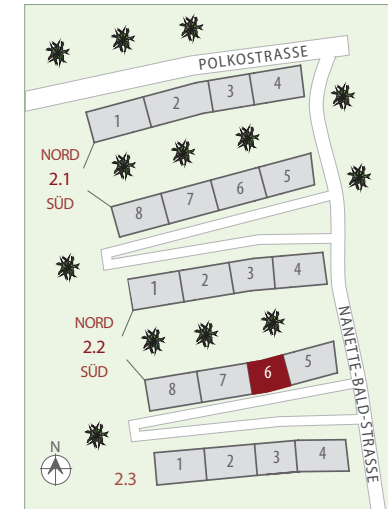 POLKOSTRASSE
1 2 3 4
NORD
2.1
SÜD
8 7 6 5
1 2 3 4
NORD
2.2
SÜD
8 7 6 5
NANETTE-BALD-STRASSE
N
2.3
1 2 3 4